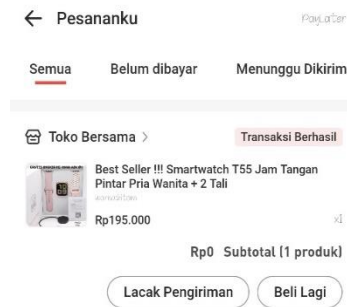 ← Pesananku PayLater
Semua Belum dibayar Menunggu Dikirim
Toko Bersama > Transaksi Berhasil
Best Seller !!! Smartwatch T55 Jam Tangan
Pintar Pria Wanita + 2 Tali
Rp195.000 x1
Rp0 Subtotal (1 produk)
Lacak Pengiriman Beli Lagi